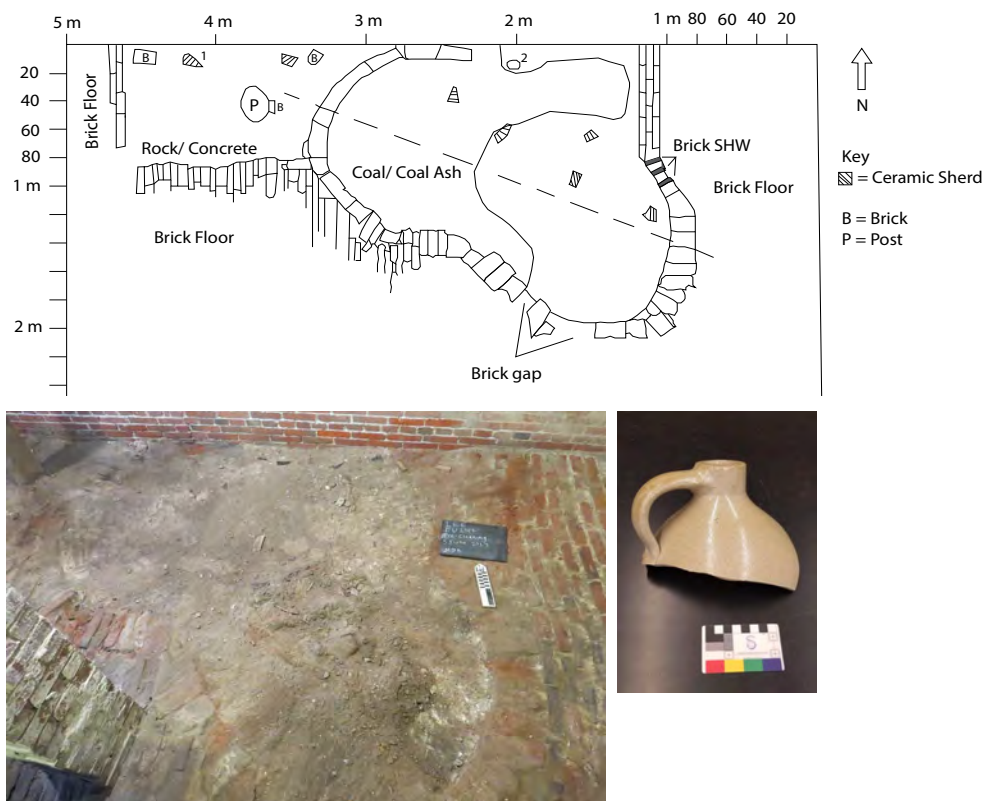 5 m 4 m 3 m 2 m 1 m 80 60 40 20
20
40
60
80
1 m
2 m
Brick Floor
B
1
B
2
P
B
N
Rock/ Concrete
Coal/ Coal Ash
Brick SHW
Brick Floor
Brick Floor
Brick gap
Key
= Ceramic Sherd
B = Brick
P = Post